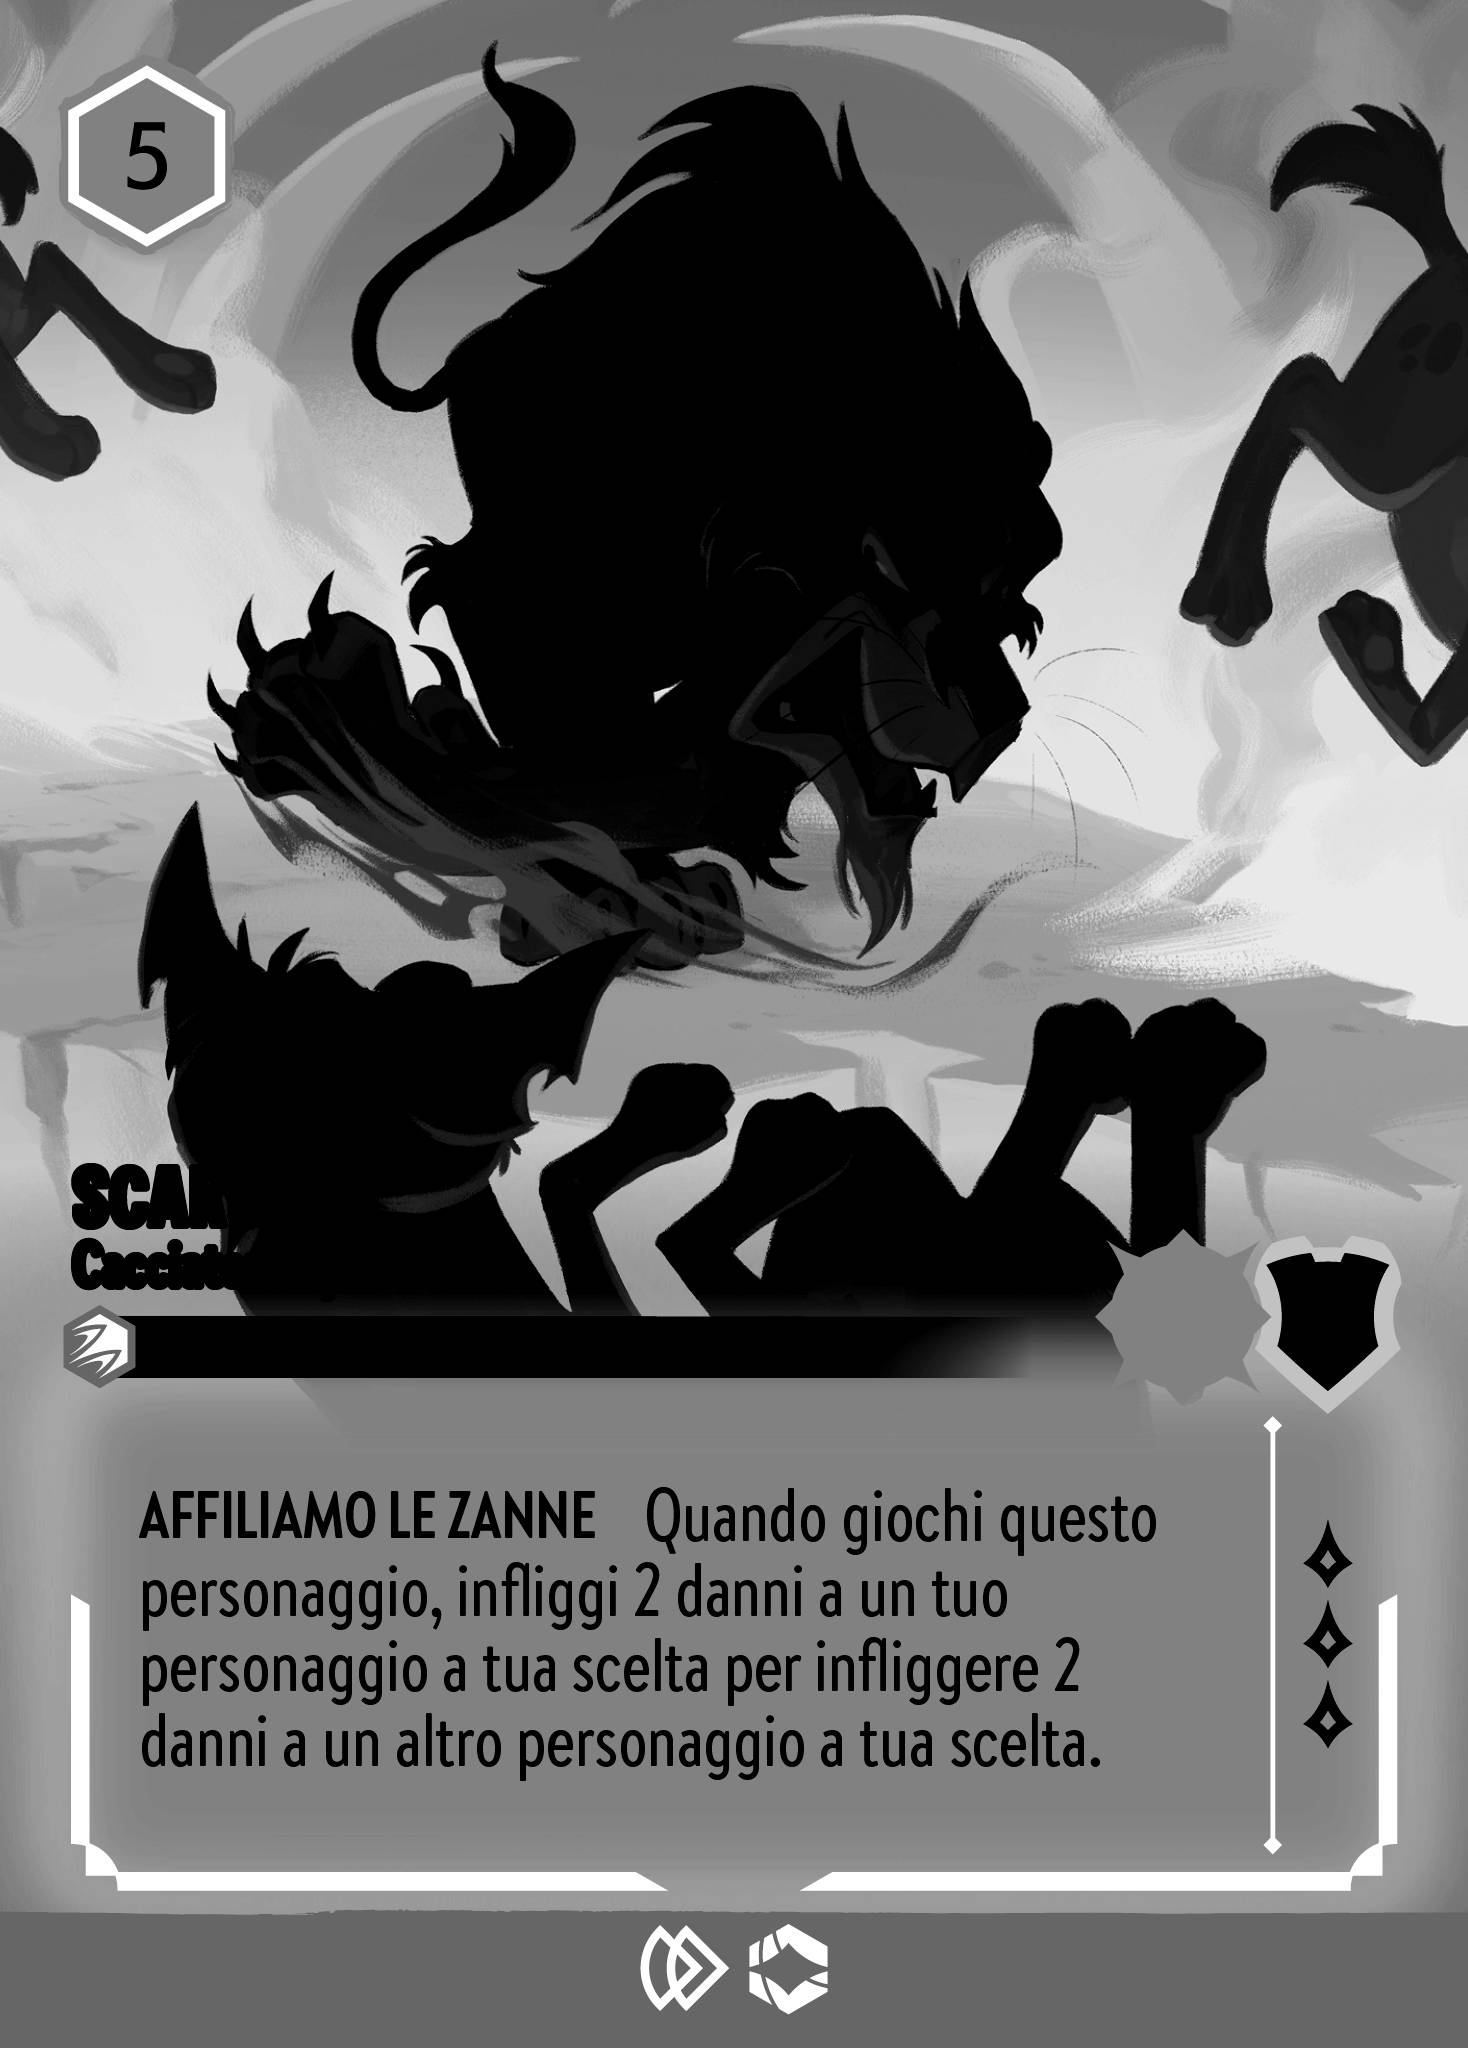 5
SCAR
AFFILIAMO LE ZANNE Quando giochi questo
personaggio, infliggi 2 danni a un tuo
personaggio a tua scelta per infliggere 2
danni a un altro personaggio a tua scelta.